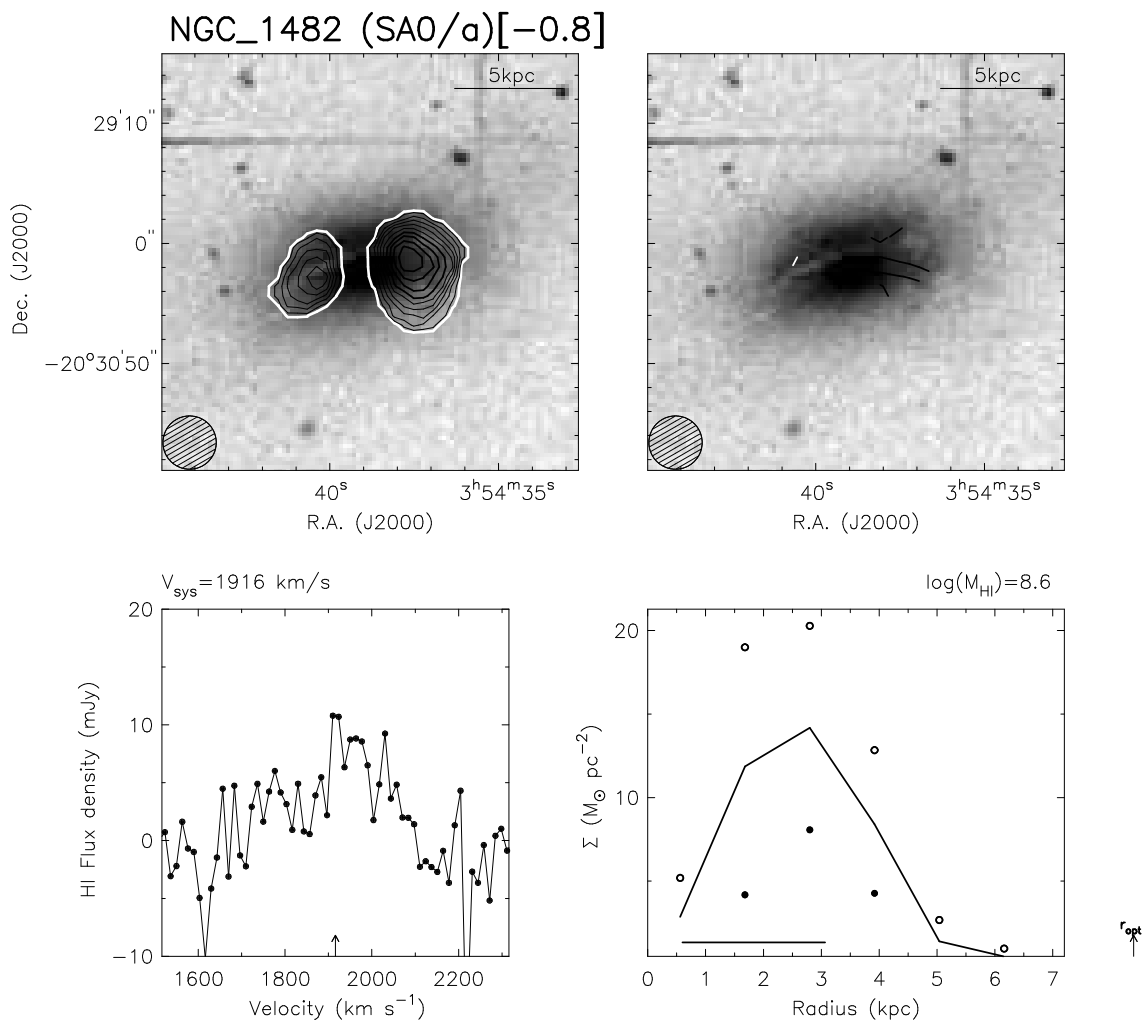 NGC_1482 (SA0/a)[−0.8]
5kpc
5kpc
29'10"
0"
−20°30'50"
Dec. (J2000)
40s
3h54m35s
R.A. (J2000)
40s
3h54m35s
R.A. (J2000)
Vsys=1916 km/s
20
10
0
−10
HI Flux density (mJy)
1600
1800
2000
2200
Velocity (km s−1)
log(MHI)=8.6
20
10
Σ (M⊙ pc−2)
0
1
2
3
4
5
6
7
Radius (kpc)
ropt